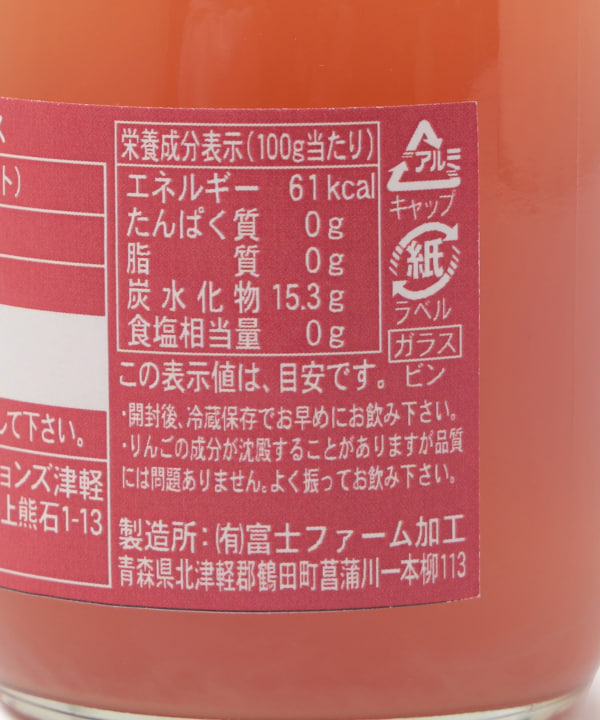 ス
ト)
して下さい。
ョンズ津軽
上熊石1-13
栄養成分表示(100g当たり)
エネルギー 61kcal
たんぱく質 0g
脂質 0g
炭水化物 15.3g
食塩相当量 0g
この表示値は、目安です。
・開封後、冷蔵保存でお早めにお飲み下さい。
・りんごの成分が沈殿することがありますが品質
には問題ありません。よく振ってお飲み下さい。
製造所:(有)富士ファーム加工
青森県北津軽郡鶴田町菖蒲川一本柳113
アルミ
キャップ
紙
ラベル
ガラス
ビン